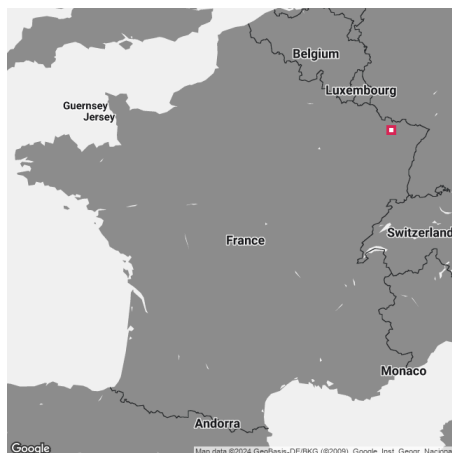 Belgium
Luxembourg
Guernsey
Jersey
Switzerland
France
Monaco
Andorra
Google
Map data ©2024 GeoBasis-DE/BKG (©2009), Google, Inst. Geogr. Naciona